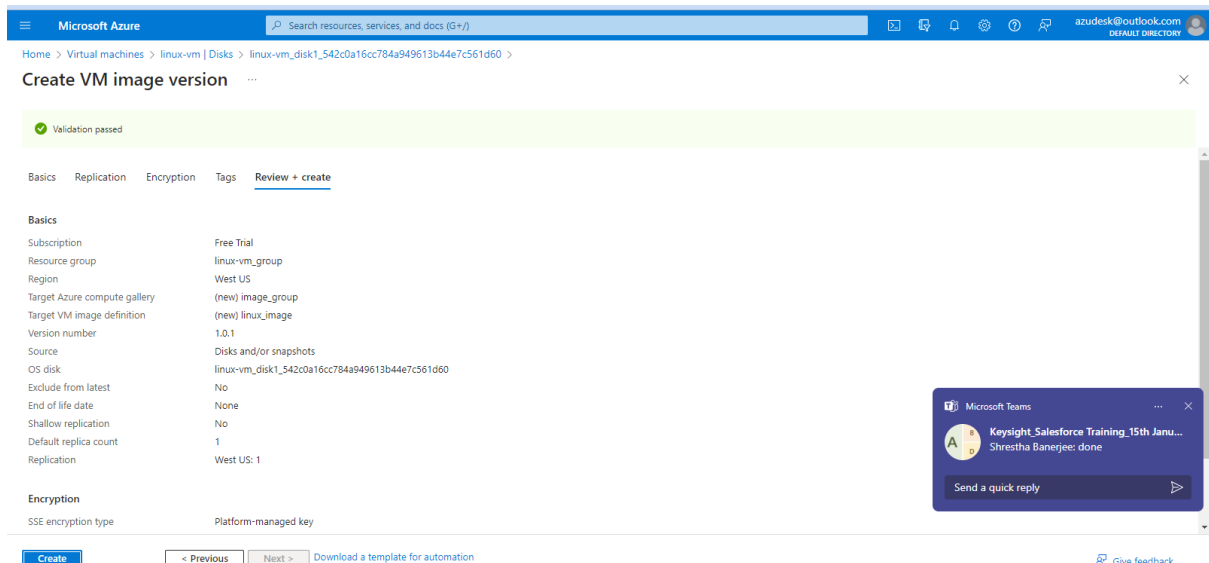 Microsoft Azure
Search resources, services, and docs (G+/)
azudesk@outlook.com
DEFAULT DIRECTORY
Home > Virtual machines > linux-vm | Disks > linux-vm_disk1_542c0a16cc784a949613b44e7c561d60 >
Create VM image version ...
Validation passed
Basics Replication Encryption Tags Review + create
Basics
Subscription Free Trial
Resource group linux-vm_group
Region West US
Target Azure compute gallery (new) image_group
Target VM image definition (new) linux_image
Version number 1.0.1
Source Disks and/or snapshots
OS disk linux-vm_disk1_542c0a16cc784a949613b44e7c561d60
Exclude from latest No
End of life date None
Shallow replication No
Default replica count 1
Replication West US: 1
Encryption
SSE encryption type Platform-managed key
Microsoft Teams ...
A B D
Keysight_Salesforce Training_15th Janu...
Shrestha Banerjee: done
Send a quick reply
Create < Previous Next > Download a template for automation
Give feedback